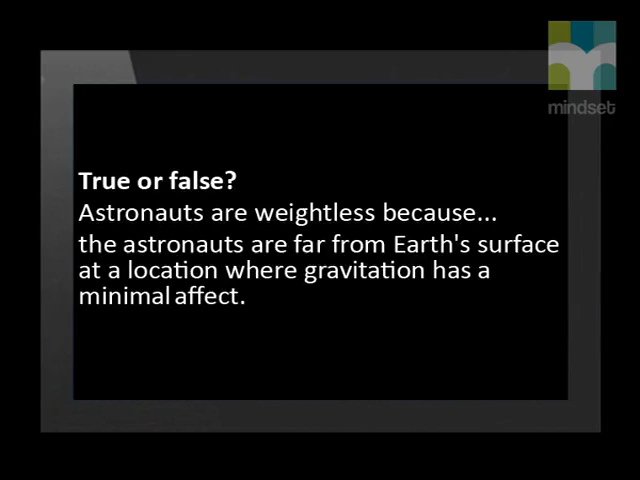 mindset
True or false?
Astronauts are weightless because...
the astronauts are far from Earth's surface
at a location where gravitation has a
minimal affect.